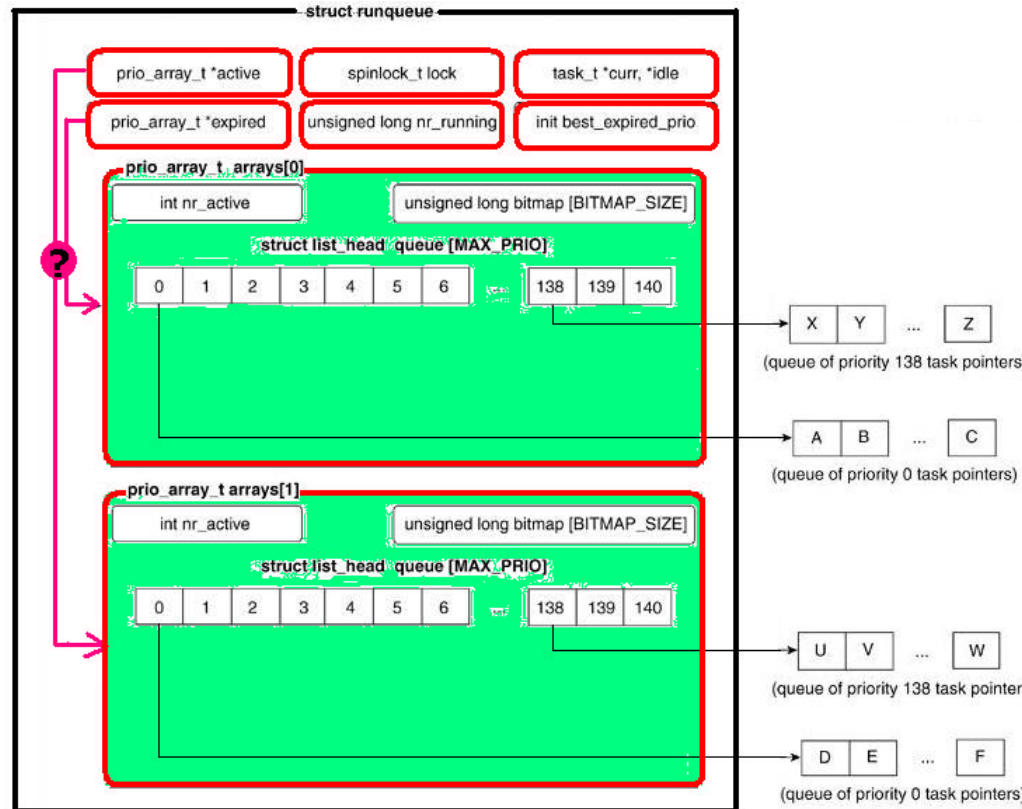 struct runqueue
prio_array_t *active
spinlock_t lock
task_t *curr, *idle
prio_array_t *expired
unsigned long nr_running
init best_expired_prio
prio_array_t arrays[0]
int nr_active
unsigned long bitmap [BITMAP_SIZE]
struct list_head queue [MAX_PRIO]
?
0 1 2 3 4 5 6 ... 138 139 140
X Y ... Z
(queue of priority 138 task pointers
A B ... C
(queue of priority 0 task pointers)
prio_array_t arrays[1]
int nr_active
unsigned long bitmap [BITMAP_SIZE]
struct list_head queue [MAX_PRIO]
0 1 2 3 4 5 6 ... 138 139 140
U V ... W
(queue of priority 138 task pointer
D E ... F
(queue of priority 0 task pointers)